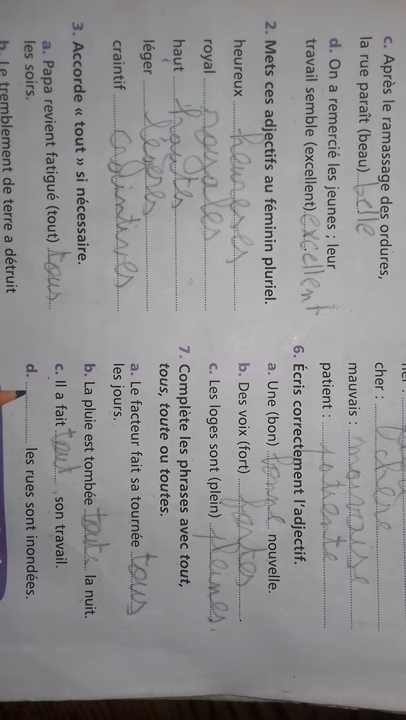 c. Après le ramassage des ordures,
la rue paraît (beau) belle
d. On a remercié les jeunes ; leur
travail semble (excellent) excellent
2. Mets ces adjectifs au féminin pluriel.
heureux
royal royales
haut hautes
léger
craintif
3. Accorde « tout » si nécessaire.
a. Papa revient fatigué (tout) tous
les soirs.
b. Le tremblement de terre a détruit
cher : chère
mauvais : mauvaise
patient :
6. Écris correctement l'adjectif.
a. Une (bon) bonne nouvelle.
b. Des voix (fort) fortes.
c. Les loges sont (plein) pleines.
7. Complète les phrases avec tout,
tous, toute ou toutes.
a. Le facteur fait sa tournée tous
les jours.
b. La pluie est tombée la nuit.
c. Il a fait tout son travail.
d. les rues sont inondées.